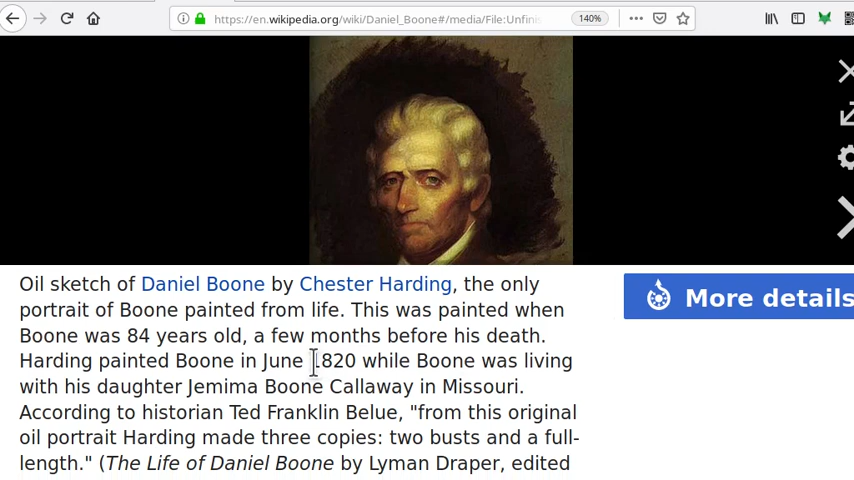 https://en.wikipedia.org/wiki/Daniel_Boone#/media/File:Unfini
140%
Oil sketch of Daniel Boone by Chester Harding, the only
portrait of Boone painted from life. This was painted when
Boone was 84 years old, a few months before his death.
Harding painted Boone in June 1820 while Boone was living
with his daughter Jemima Boone Callaway in Missouri.
According to historian Ted Franklin Belue, "from this original
oil portrait Harding made three copies: two busts and a full-
length." (The Life of Daniel Boone by Lyman Draper, edited
More details